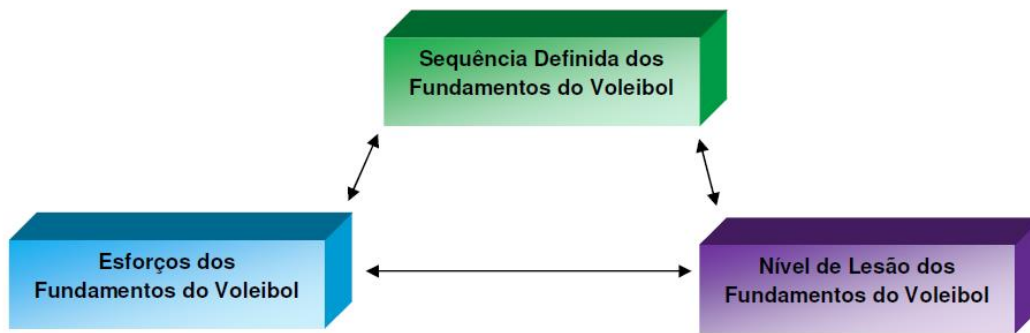 Sequência Definida dos
Fundamentos do Voleibol
Esforços dos
Fundamentos do Voleibol
Nível de Lesão dos
Fundamentos do Voleibol